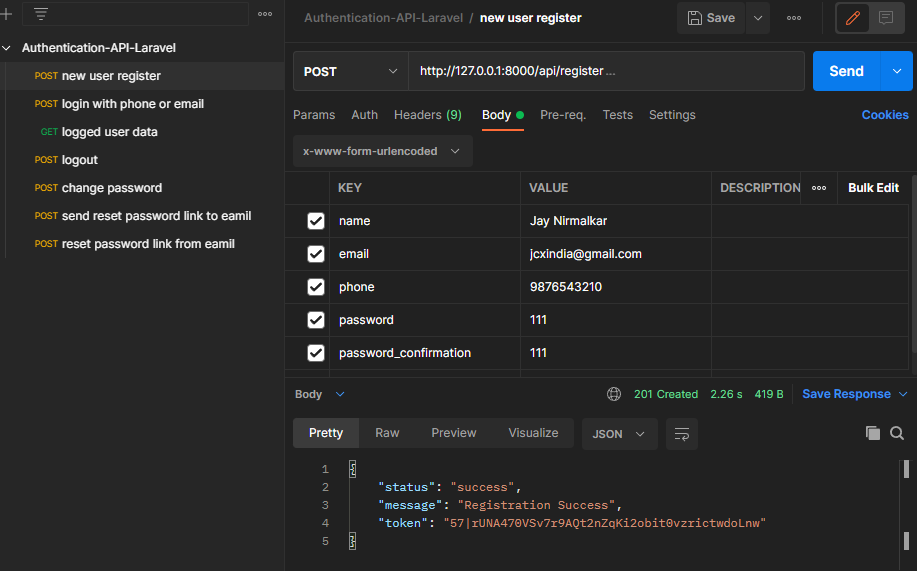 Authentication-API-Laravel / new user register
Save
Authentication-API-Laravel
POST new user register
POST login with phone or email
GET logged user data
POST logout
POST change password
POST send reset password link to eamil
POST reset password link from eamil
POST
http://127.0.0.1:8000/api/register ...
Send
Params Auth Headers (9) Body Pre-req. Tests Settings
Cookies
x-www-form-urlencoded
KEY VALUE DESCRIPTION Bulk Edit
name Jay Nirmalkar
email jcxindia@gmail.com
phone 9876543210
password 111
password_confirmation 111
Body
201 Created 2.26 s 419 B Save Response
Pretty Raw Preview Visualize JSON
1 {
2 "status": "success",
3 "message": "Registration Success",
4 "token": "57|rUNA470VSv7r9AQt2nZqKi2obit0vzrictwdoLnw"
5 }